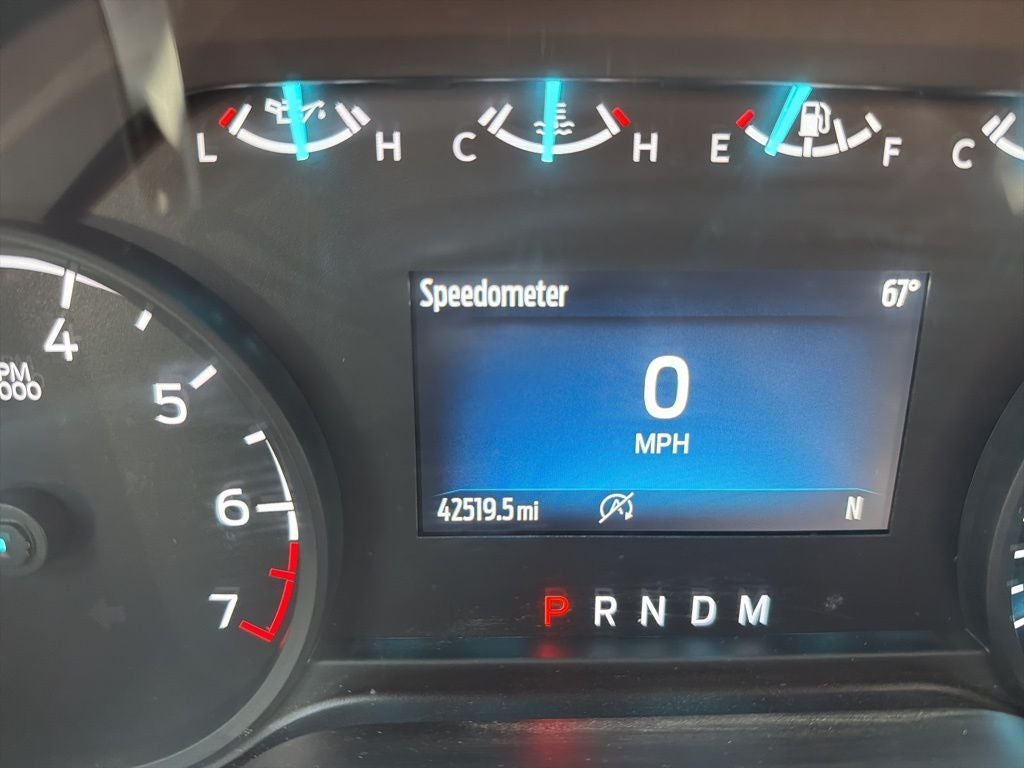 L H C H E F C
Speedometer 67°
4
PM
000
5
0
MPH
6
42519.5 mi N
7
P R N D M